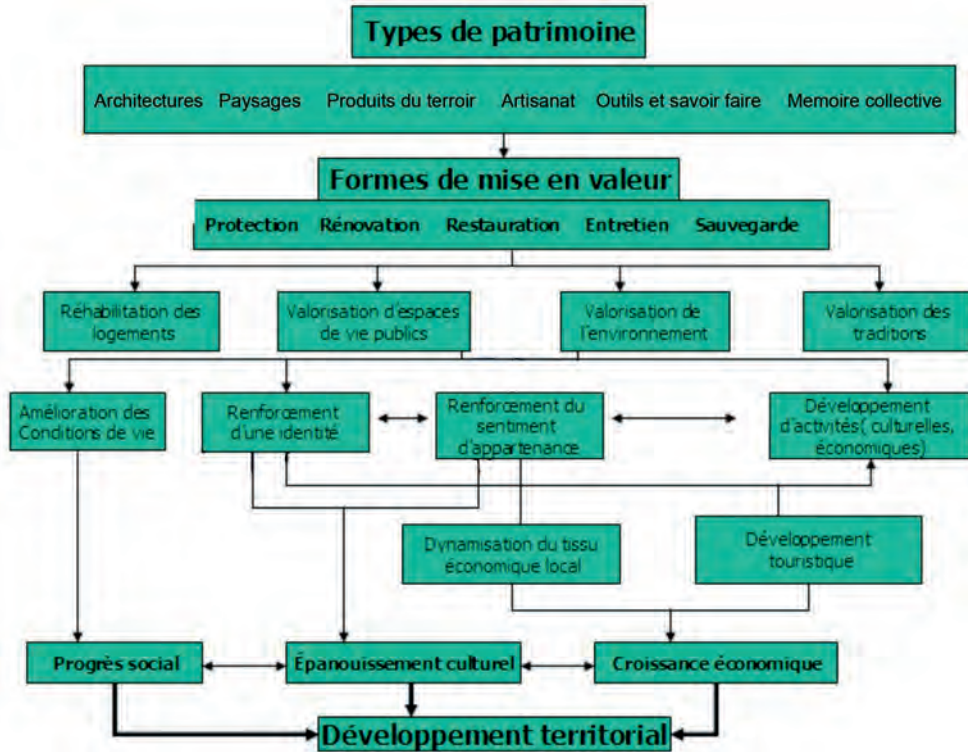 Types de patrimoine
Architectures Paysages Produits du terroir Artisanat Outils et savoir faire Memoire collective
Formes de mise en valeur
Protection Rénovation Restauration Entretien Sauvegarde
Réhabilitation des
logements
Valorisation d'espaces
de vie publics
Valorisation de
l'environnement
Valorisation des
traditions
Amélioration des
Conditions de vie
Renforcement
d'une identité
Renforcement du
sentiment
d'appartenance
Développement
d'activités( culturelles,
économiques)
Dynamisation du tissu
économique local
Développement
touristique
Progrès social
Épanouissement culturel
Croissance économique
Développement territorial